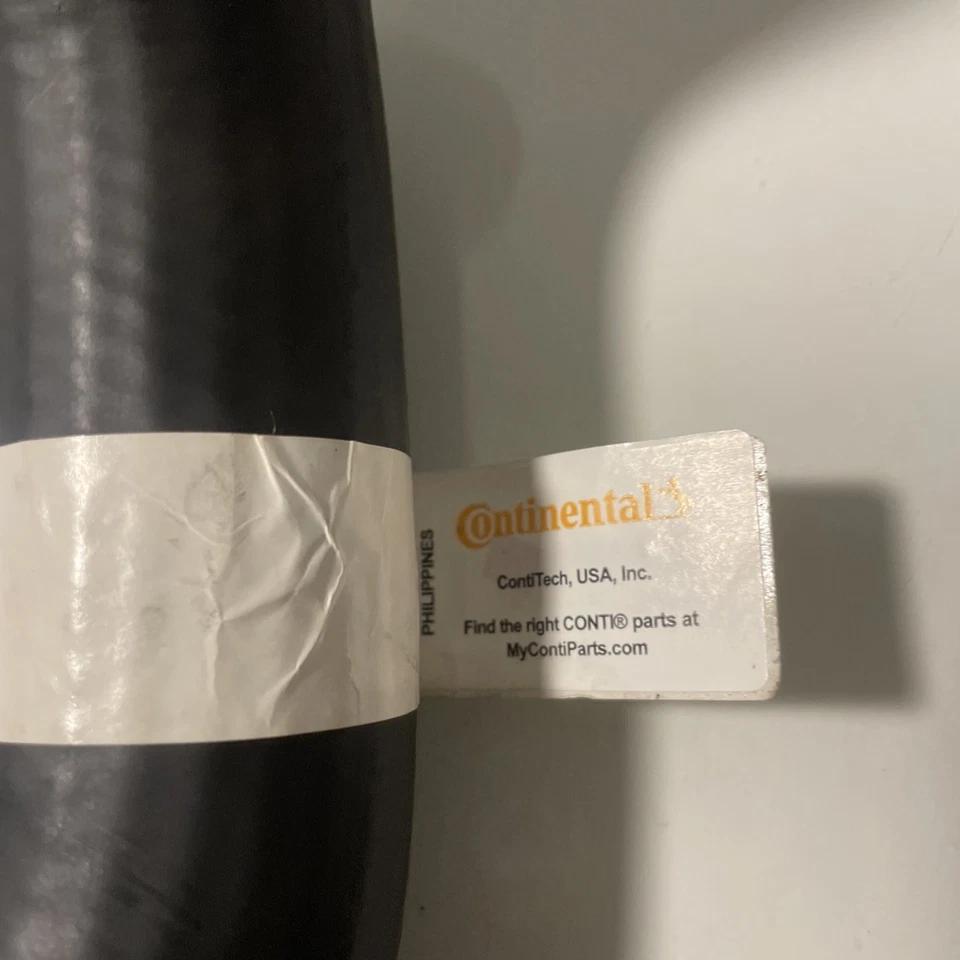 PHILIPPINES
Continental
ContiTech, USA, Inc.
Find the right CONTI® parts at
MyContiParts.com